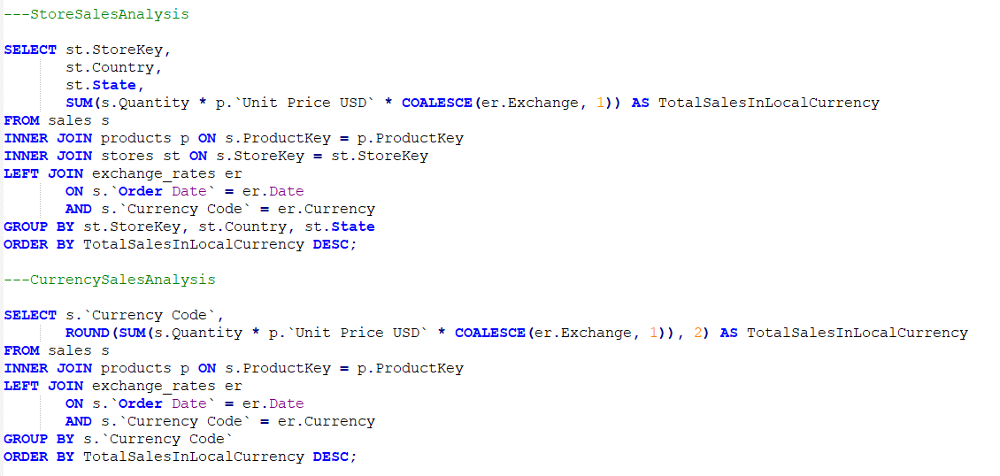 ---StoreSalesAnalysis
SELECT st.StoreKey,
st.Country,
st.State,
SUM(s.Quantity * p.`Unit Price USD` * COALESCE(er.Exchange, 1)) AS TotalSalesInLocalCurrency
FROM sales s
INNER JOIN products p ON s.ProductKey = p.ProductKey
INNER JOIN stores st ON s.StoreKey = st.StoreKey
LEFT JOIN exchange_rates er
ON s.`Order Date` = er.Date
AND s.`Currency Code` = er.Currency
GROUP BY st.StoreKey, st.Country, st.State
ORDER BY TotalSalesInLocalCurrency DESC;
---CurrencySalesAnalysis
SELECT s.`Currency Code`,
ROUND(SUM(s.Quantity * p.`Unit Price USD` * COALESCE(er.Exchange, 1)), 2) AS TotalSalesInLocalCurrency
FROM sales s
INNER JOIN products p ON s.ProductKey = p.ProductKey
LEFT JOIN exchange_rates er
ON s.`Order Date` = er.Date
AND s.`Currency Code` = er.Currency
GROUP BY s.`Currency Code`
ORDER BY TotalSalesInLocalCurrency DESC;